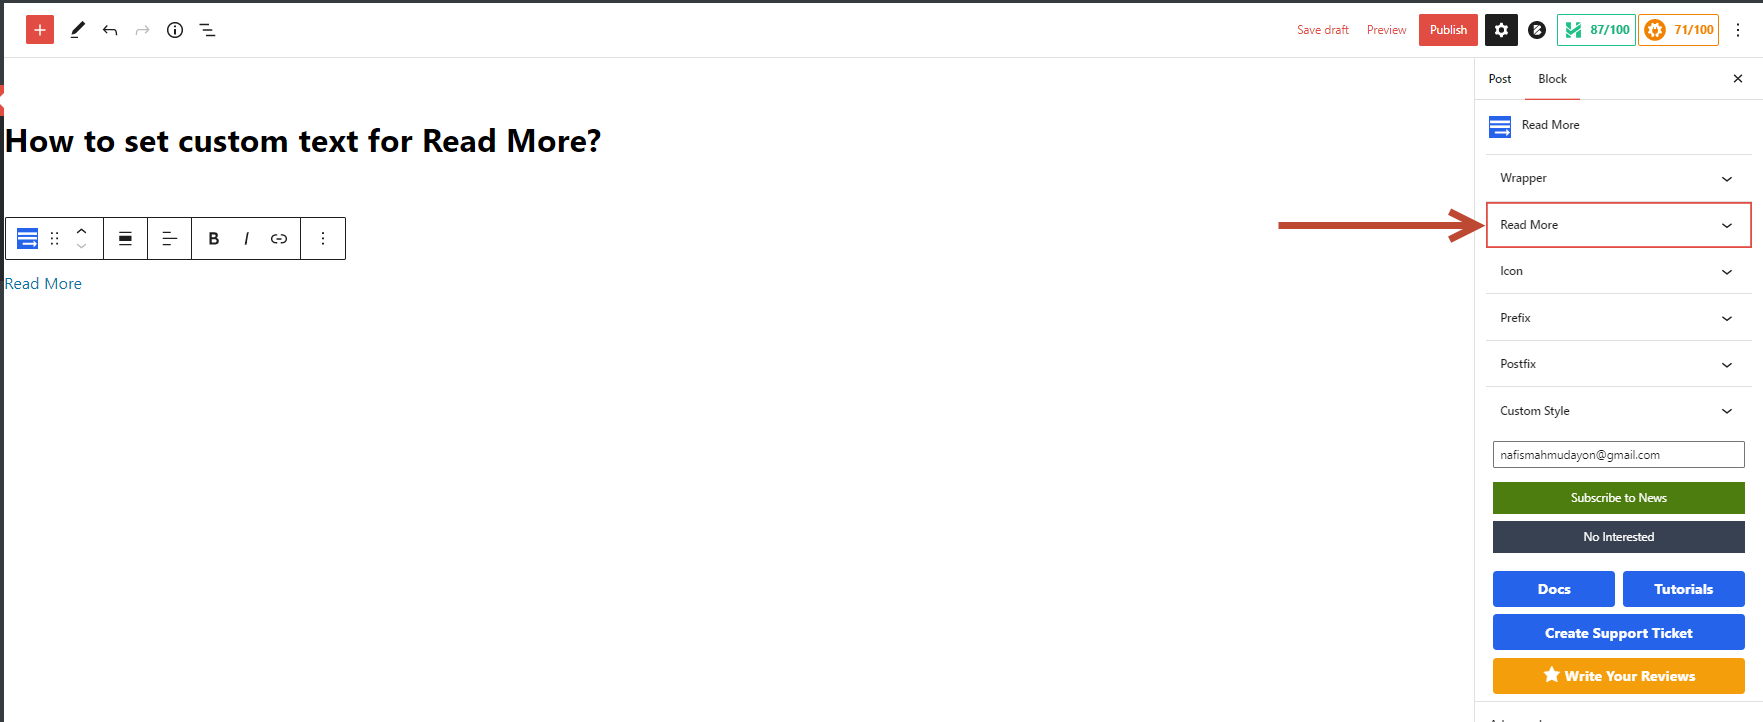 Save draft Preview Publish 87/100 71/100
Post Block
Read More
How to set custom text for Read More?
Wrapper
Read More
Icon
Read More
Prefix
Postfix
Custom Style
nafismahmudayon@gmail.com
Subscribe to News
No Interested
Docs Tutorials
Create Support Ticket
Write Your Reviews